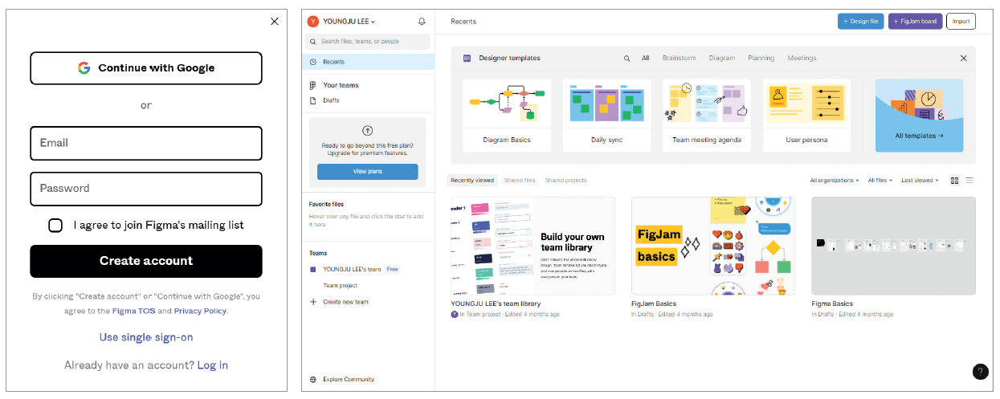 Continue with Google
or
Email
Password
I agree to join Figma's mailing list
Create account
By clicking "Create account" or "Continue with Google", you
agree to the Figma TOS and Privacy Policy.
Use single sign-on
Already have an account? Log in
Y YOUNGJU LEE
Search files, teams, or people
Recents
Your teams
Drafts
Ready to go beyond this free plan?
Upgrade for premium features.
View plans
Favorite files
Hover over any file and click the star to add
it here.
Teams
YOUNGJU LEE's team Free
Team project
+ Create new team
Explore Community
Recents
+ Design file + FigJam board Import
Designer templates All Brainstorm Diagram Planning Meetings
Diagram Basics Daily sync Team meeting agenda User persona All templates →
Recently viewed Shared files Shared projects All organizations All files Last viewed
Build your own
team library
FigJam
basics
YOUNGJU LEE's team library
Y In Team project · Edited 4 months ago
FigJam Basics
In Drafts · Edited 4 months ago
Figma Basics
In Drafts · Edited 4 months ago
?